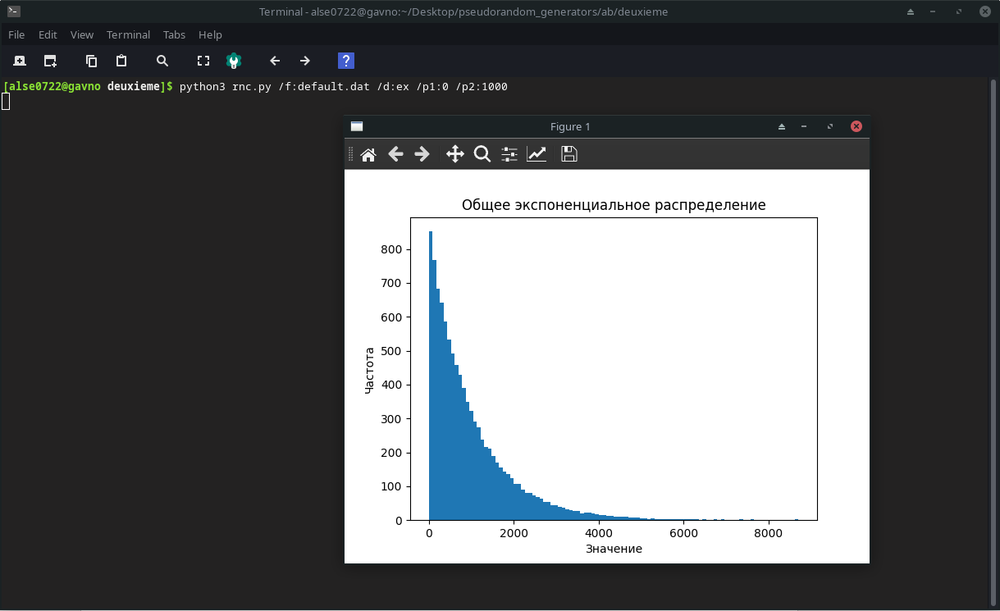 Terminal - alse0722@gavno:~/Desktop/pseudorandom_generators/ab/deuxieme
File Edit View Terminal Tabs Help
[alse0722@gavno deuxieme]$ python3 rnc.py /f:default.dat /d:ex /p1:0 /p2:1000
Figure 1
Общее экспоненциальное распределение
800
700
600
500
400
300
200
100
0
Частота
0 2000 4000 6000 8000
Значение